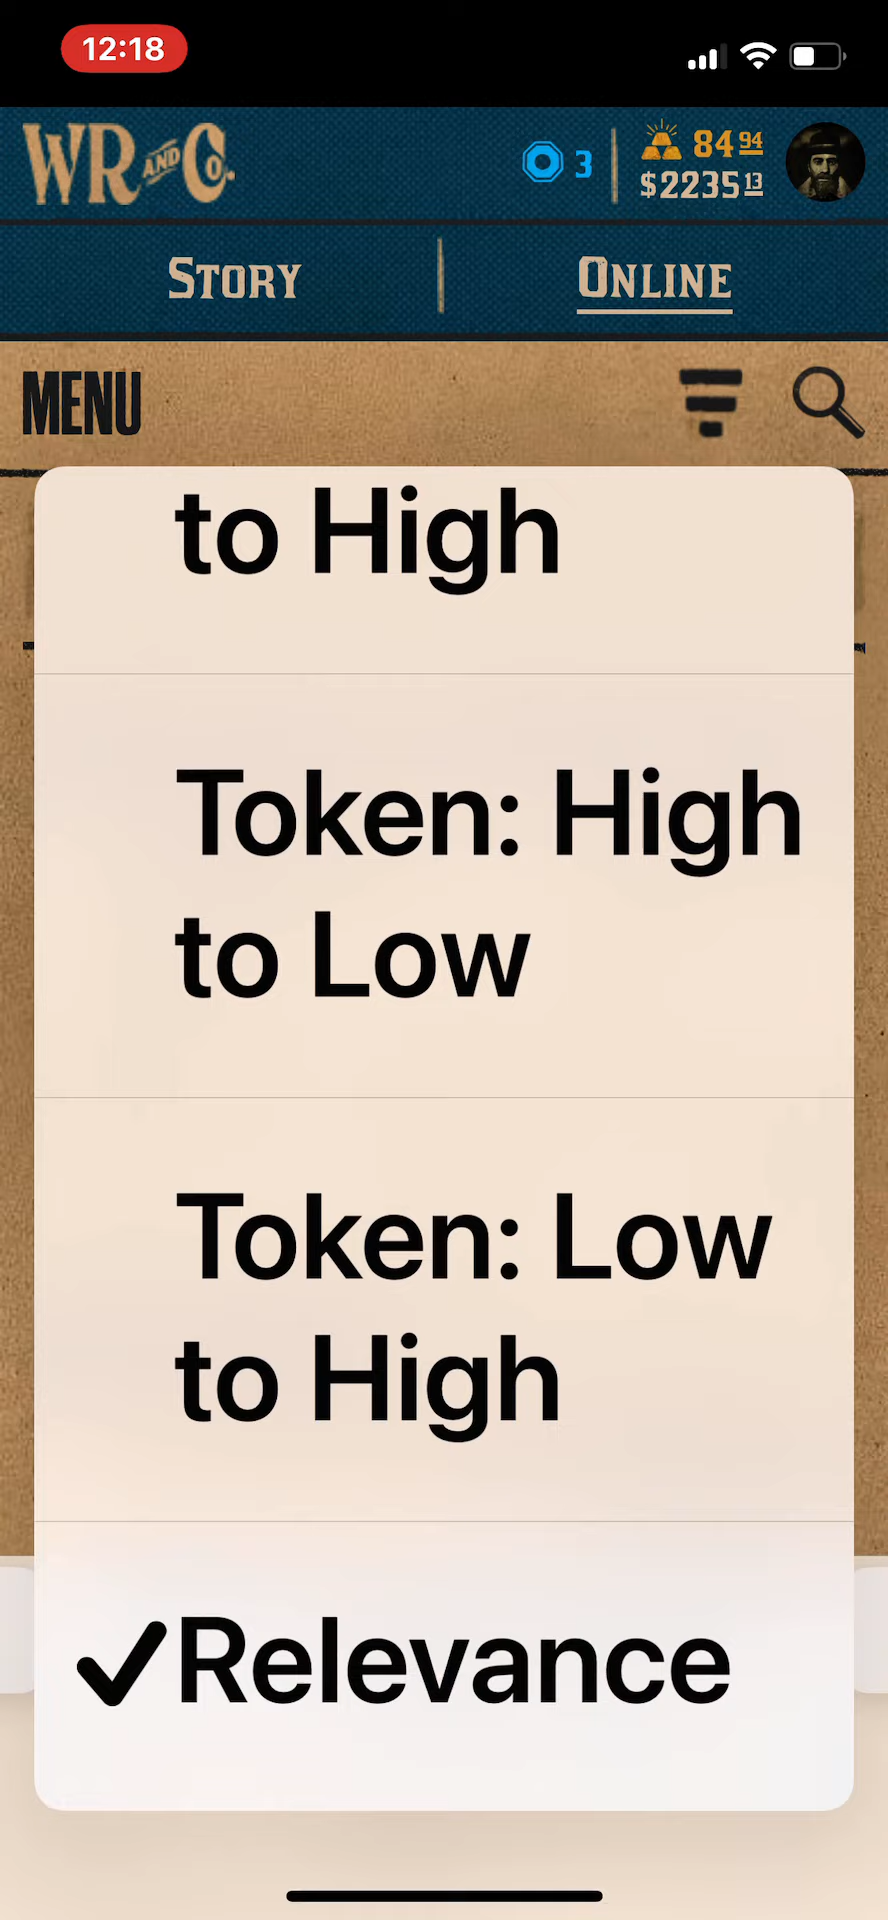 12:18
WR AND Co.
3
84 94
$2235 13
STORY
ONLINE
MENU
to High
Token: High
to Low
Token: Low
to High
Relevance